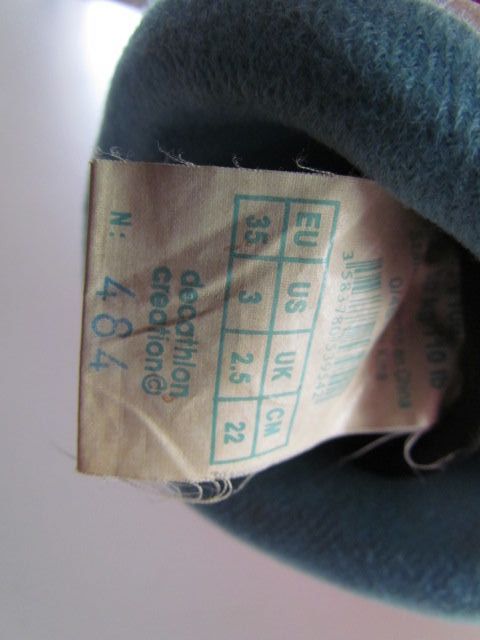 EU US UK CM
35 3 2.5 22
decathlon
creation@
N: 484